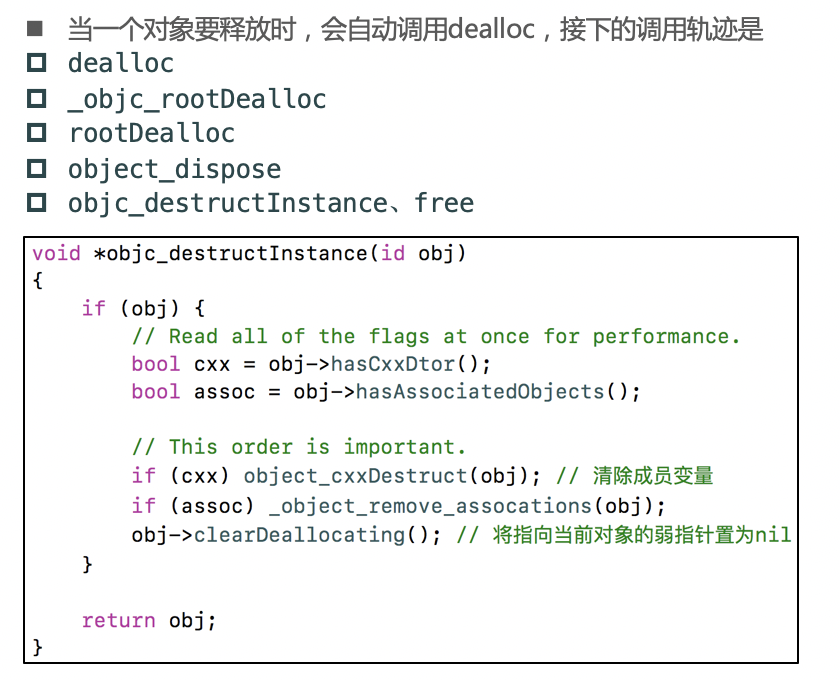 当一个对象要释放时，会自动调用dealloc，接下的调用轨迹是
dealloc
_objc_rootDealloc
rootDealloc
object_dispose
objc_destructInstance、free
void *objc_destructInstance(id obj)
{
    if (obj) {
        // Read all of the flags at once for performance.
        bool cxx = obj->hasCxxDtor();
        bool assoc = obj->hasAssociatedObjects();

        // This order is important.
        if (cxx) object_cxxDestruct(obj); // 清除成员变量
        if (assoc) _object_remove_assocations(obj);
        obj->clearDeallocating(); // 将指向当前对象的弱指针置为nil
    }

    return obj;
}